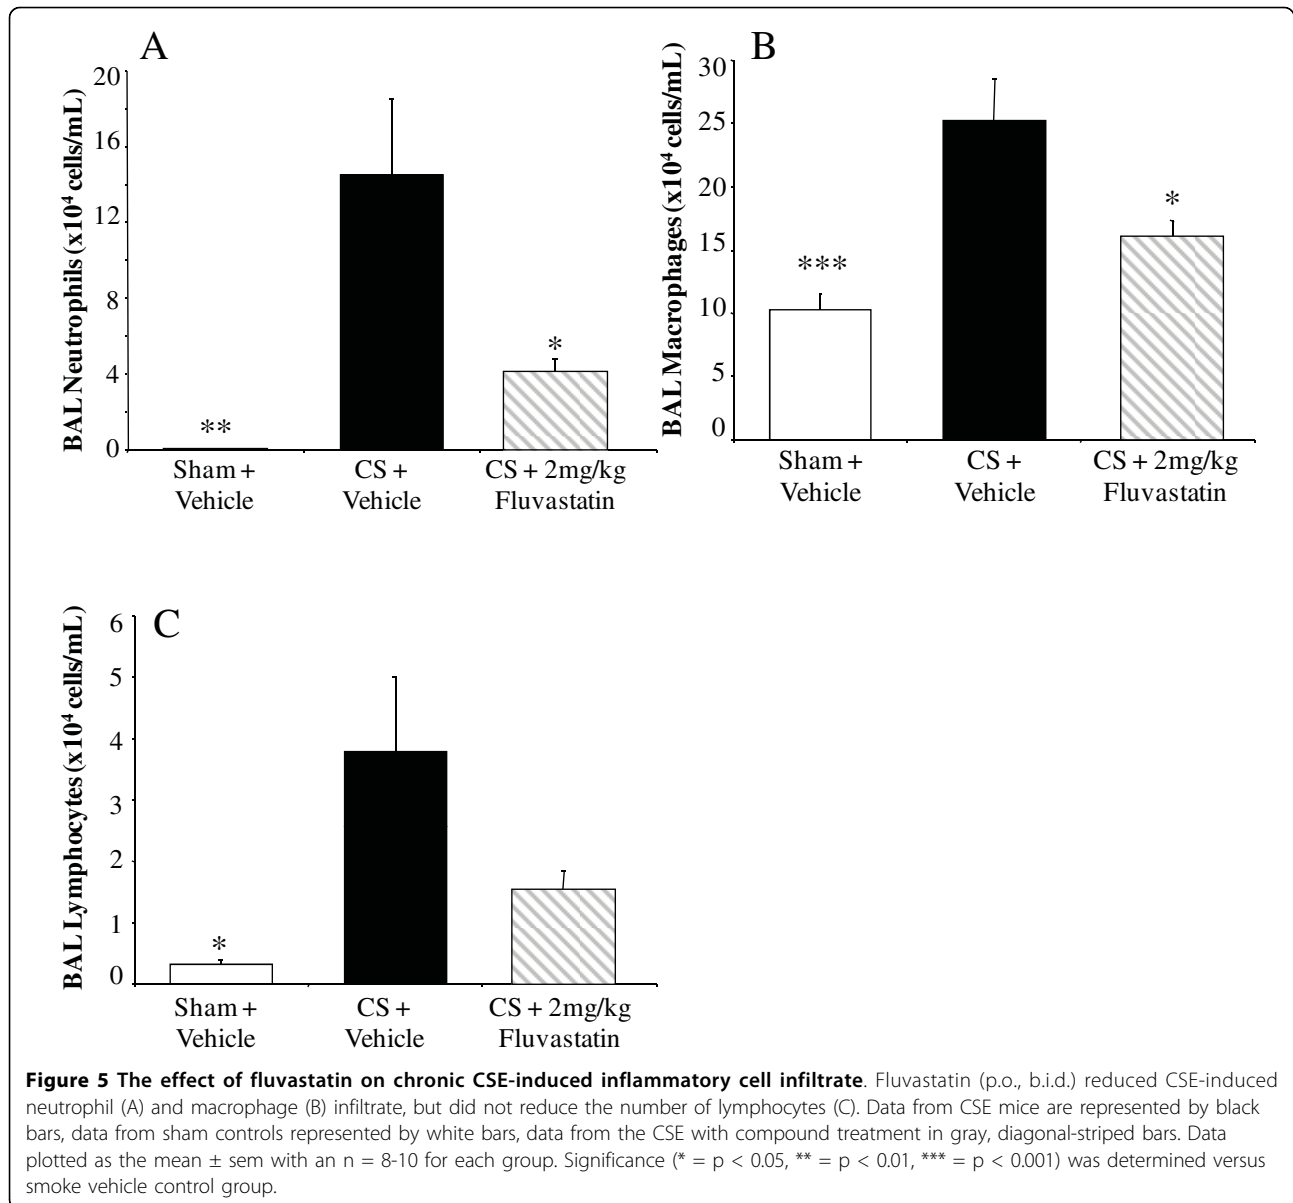 A
BAL Neutrophils (x10⁴ cells/mL)
20
16
12
8
4
0
**
*
Sham +
Vehicle
CS +
Vehicle
CS + 2mg/kg
Fluvastatin
B
BAL Macrophages (x10⁴ cells/mL)
30
25
20
15
10
5
0
***
*
Sham +
Vehicle
CS +
Vehicle
CS + 2mg/kg
Fluvastatin
C
BAL Lymphocytes (x10⁴ cells/mL)
6
5
4
3
2
1
0
*
Sham +
Vehicle
CS +
Vehicle
CS + 2mg/kg
Fluvastatin
Figure 5 The effect of fluvastatin on chronic CSE-induced inflammatory cell infiltrate. Fluvastatin (p.o., b.i.d.) reduced CSE-induced
neutrophil (A) and macrophage (B) infiltrate, but did not reduce the number of lymphocytes (C). Data from CSE mice are represented by black
bars, data from sham controls represented by white bars, data from the CSE with compound treatment in gray, diagonal-striped bars. Data
plotted as the mean ± sem with an n = 8-10 for each group. Significance (* = p < 0.05, ** = p < 0.01, *** = p < 0.001) was determined versus
smoke vehicle control group.